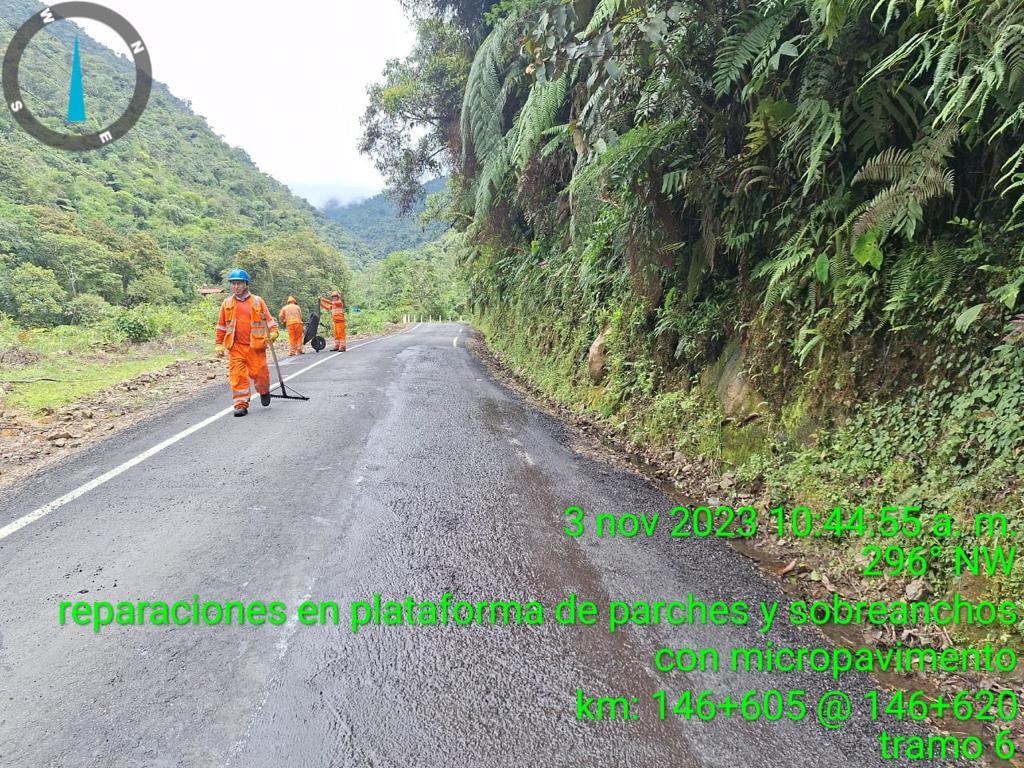 W N
S E
3 nov 2023 10:44:55 a. m.
296° NW
reparaciones en plataforma de parches y sobreanchos
con micropavimento
km: 146+605 @ 146+620
tramo 6